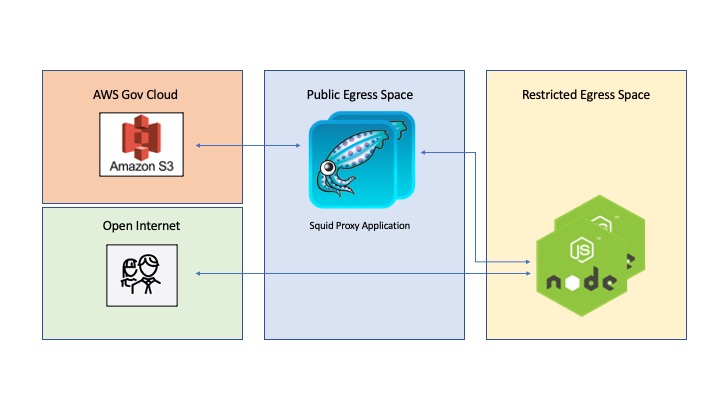 AWS Gov Cloud
Amazon S3
Open Internet
Public Egress Space
Squid Proxy Application
Restricted Egress Space
JS
node